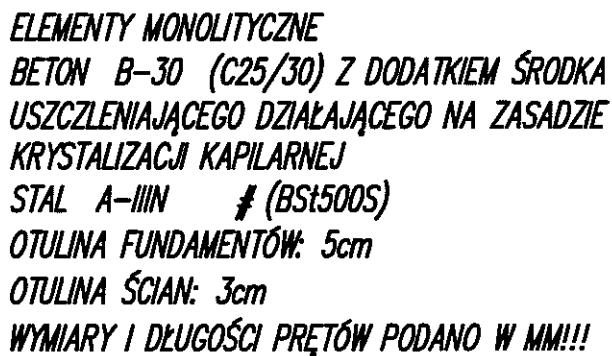 ELEMENTY MONOLITYCZNE
BETON B-30 (C25/30) Z DODATKIEM ŚRODKA
USZCZLENIAJĄCEGO DZIAŁAJĄCEGO NA ZASADZIE
KRYSTALIZACJI KAPILARNEJ
STAL A-IIIN # (BSt500S)
OTULINA FUNDAMENTÓW: 5cm
OTULINA ŚCIAN: 3cm
WYMIARY I DŁUGOŚCI PRĘTÓW PODANO W MM!!!